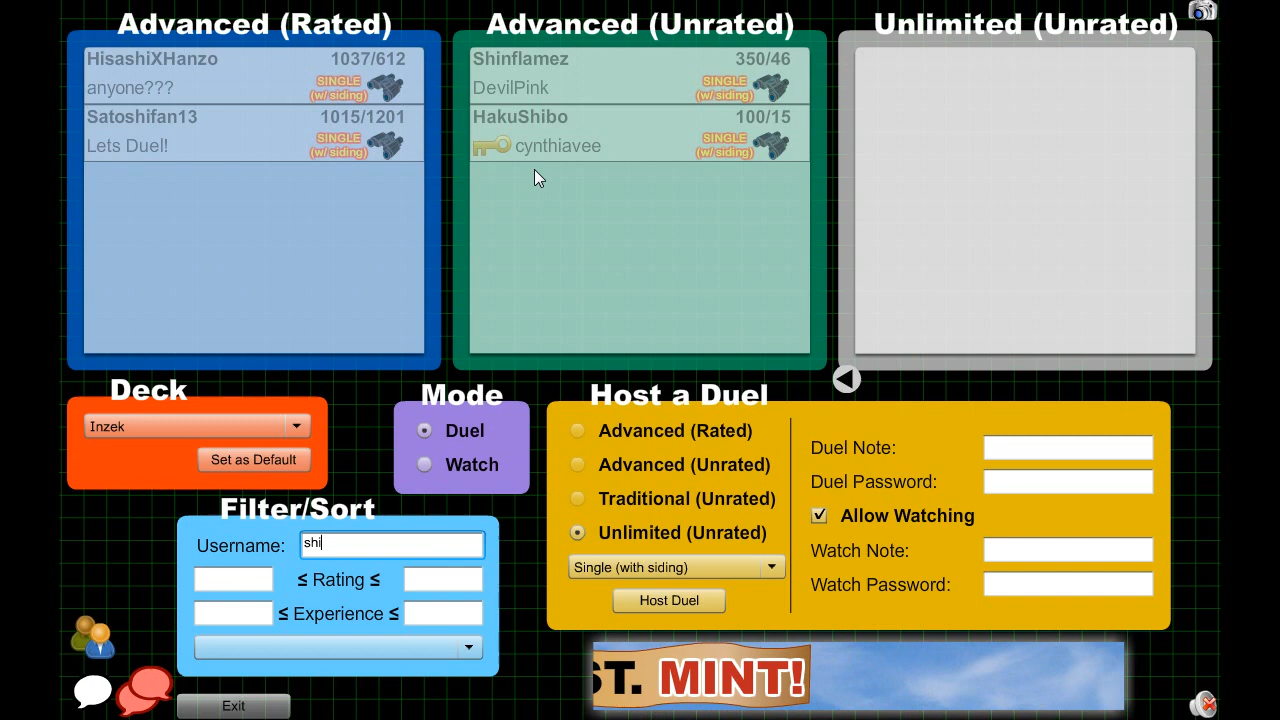 Advanced (Rated)
HisashiXHanzo 1037/612
anyone??? SINGLE
(w/ siding)
Satoshifan13 1015/1201
Lets Duel! SINGLE
(w/ siding)
Advanced (Unrated)
Shinflamez 350/46
DevilPink SINGLE
(w/ siding)
HakuShibo 100/15
cynthiavee SINGLE
(w/ siding)
Unlimited (Unrated)
Deck
Inzek
Set as Default
Mode
Duel
Watch
Filter/Sort
Username: shi
≤ Rating ≤
≤ Experience ≤
Host a Duel
Advanced (Rated)
Advanced (Unrated)
Traditional (Unrated)
Unlimited (Unrated)
Single (with siding)
Host Duel
Duel Note:
Duel Password:
Allow Watching
Watch Note:
Watch Password:
ST. MINT!
Exit